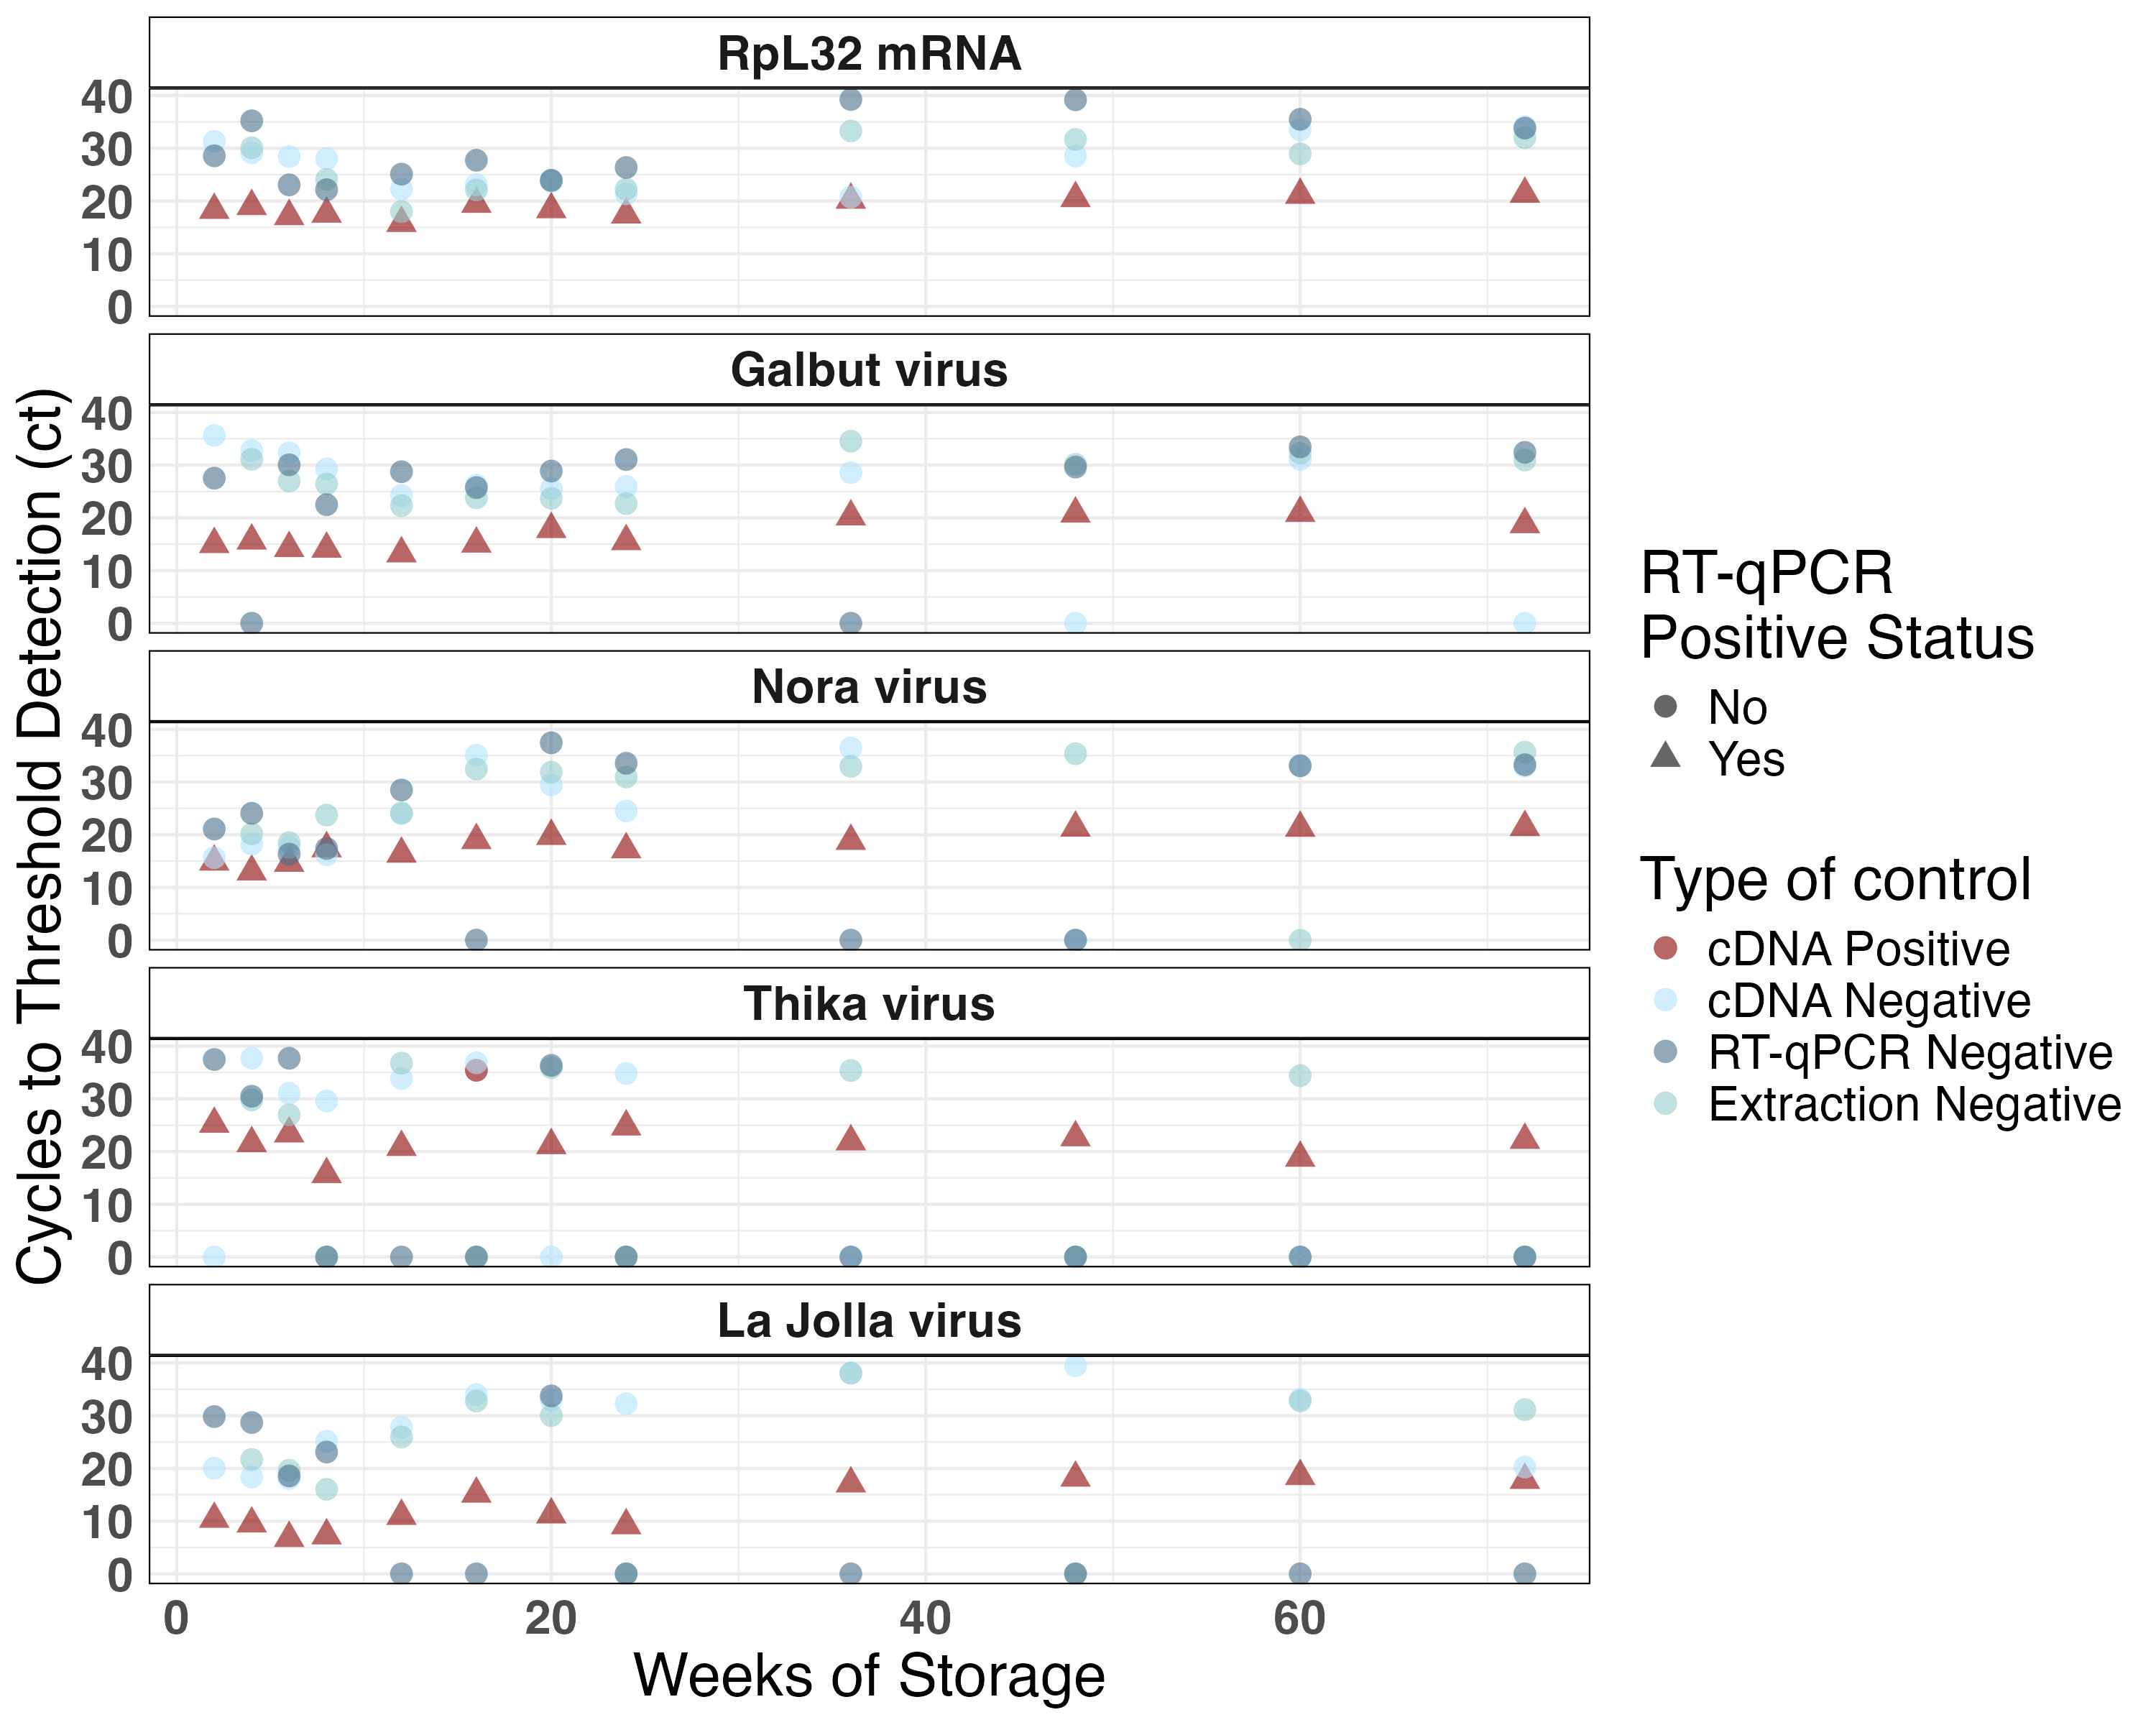 RpL32 mRNA
40
30
20
10
0
Galbut virus
40
30
20
10
0
Nora virus
40
30
20
10
0
Thika virus
40
30
20
10
0
La Jolla virus
40
30
20
10
0
0 20 40 60
Weeks of Storage
Cycles to Threshold Detection (ct)
RT-qPCR
Positive Status
No
Yes
Type of control
cDNA Positive
cDNA Negative
RT-qPCR Negative
Extraction Negative